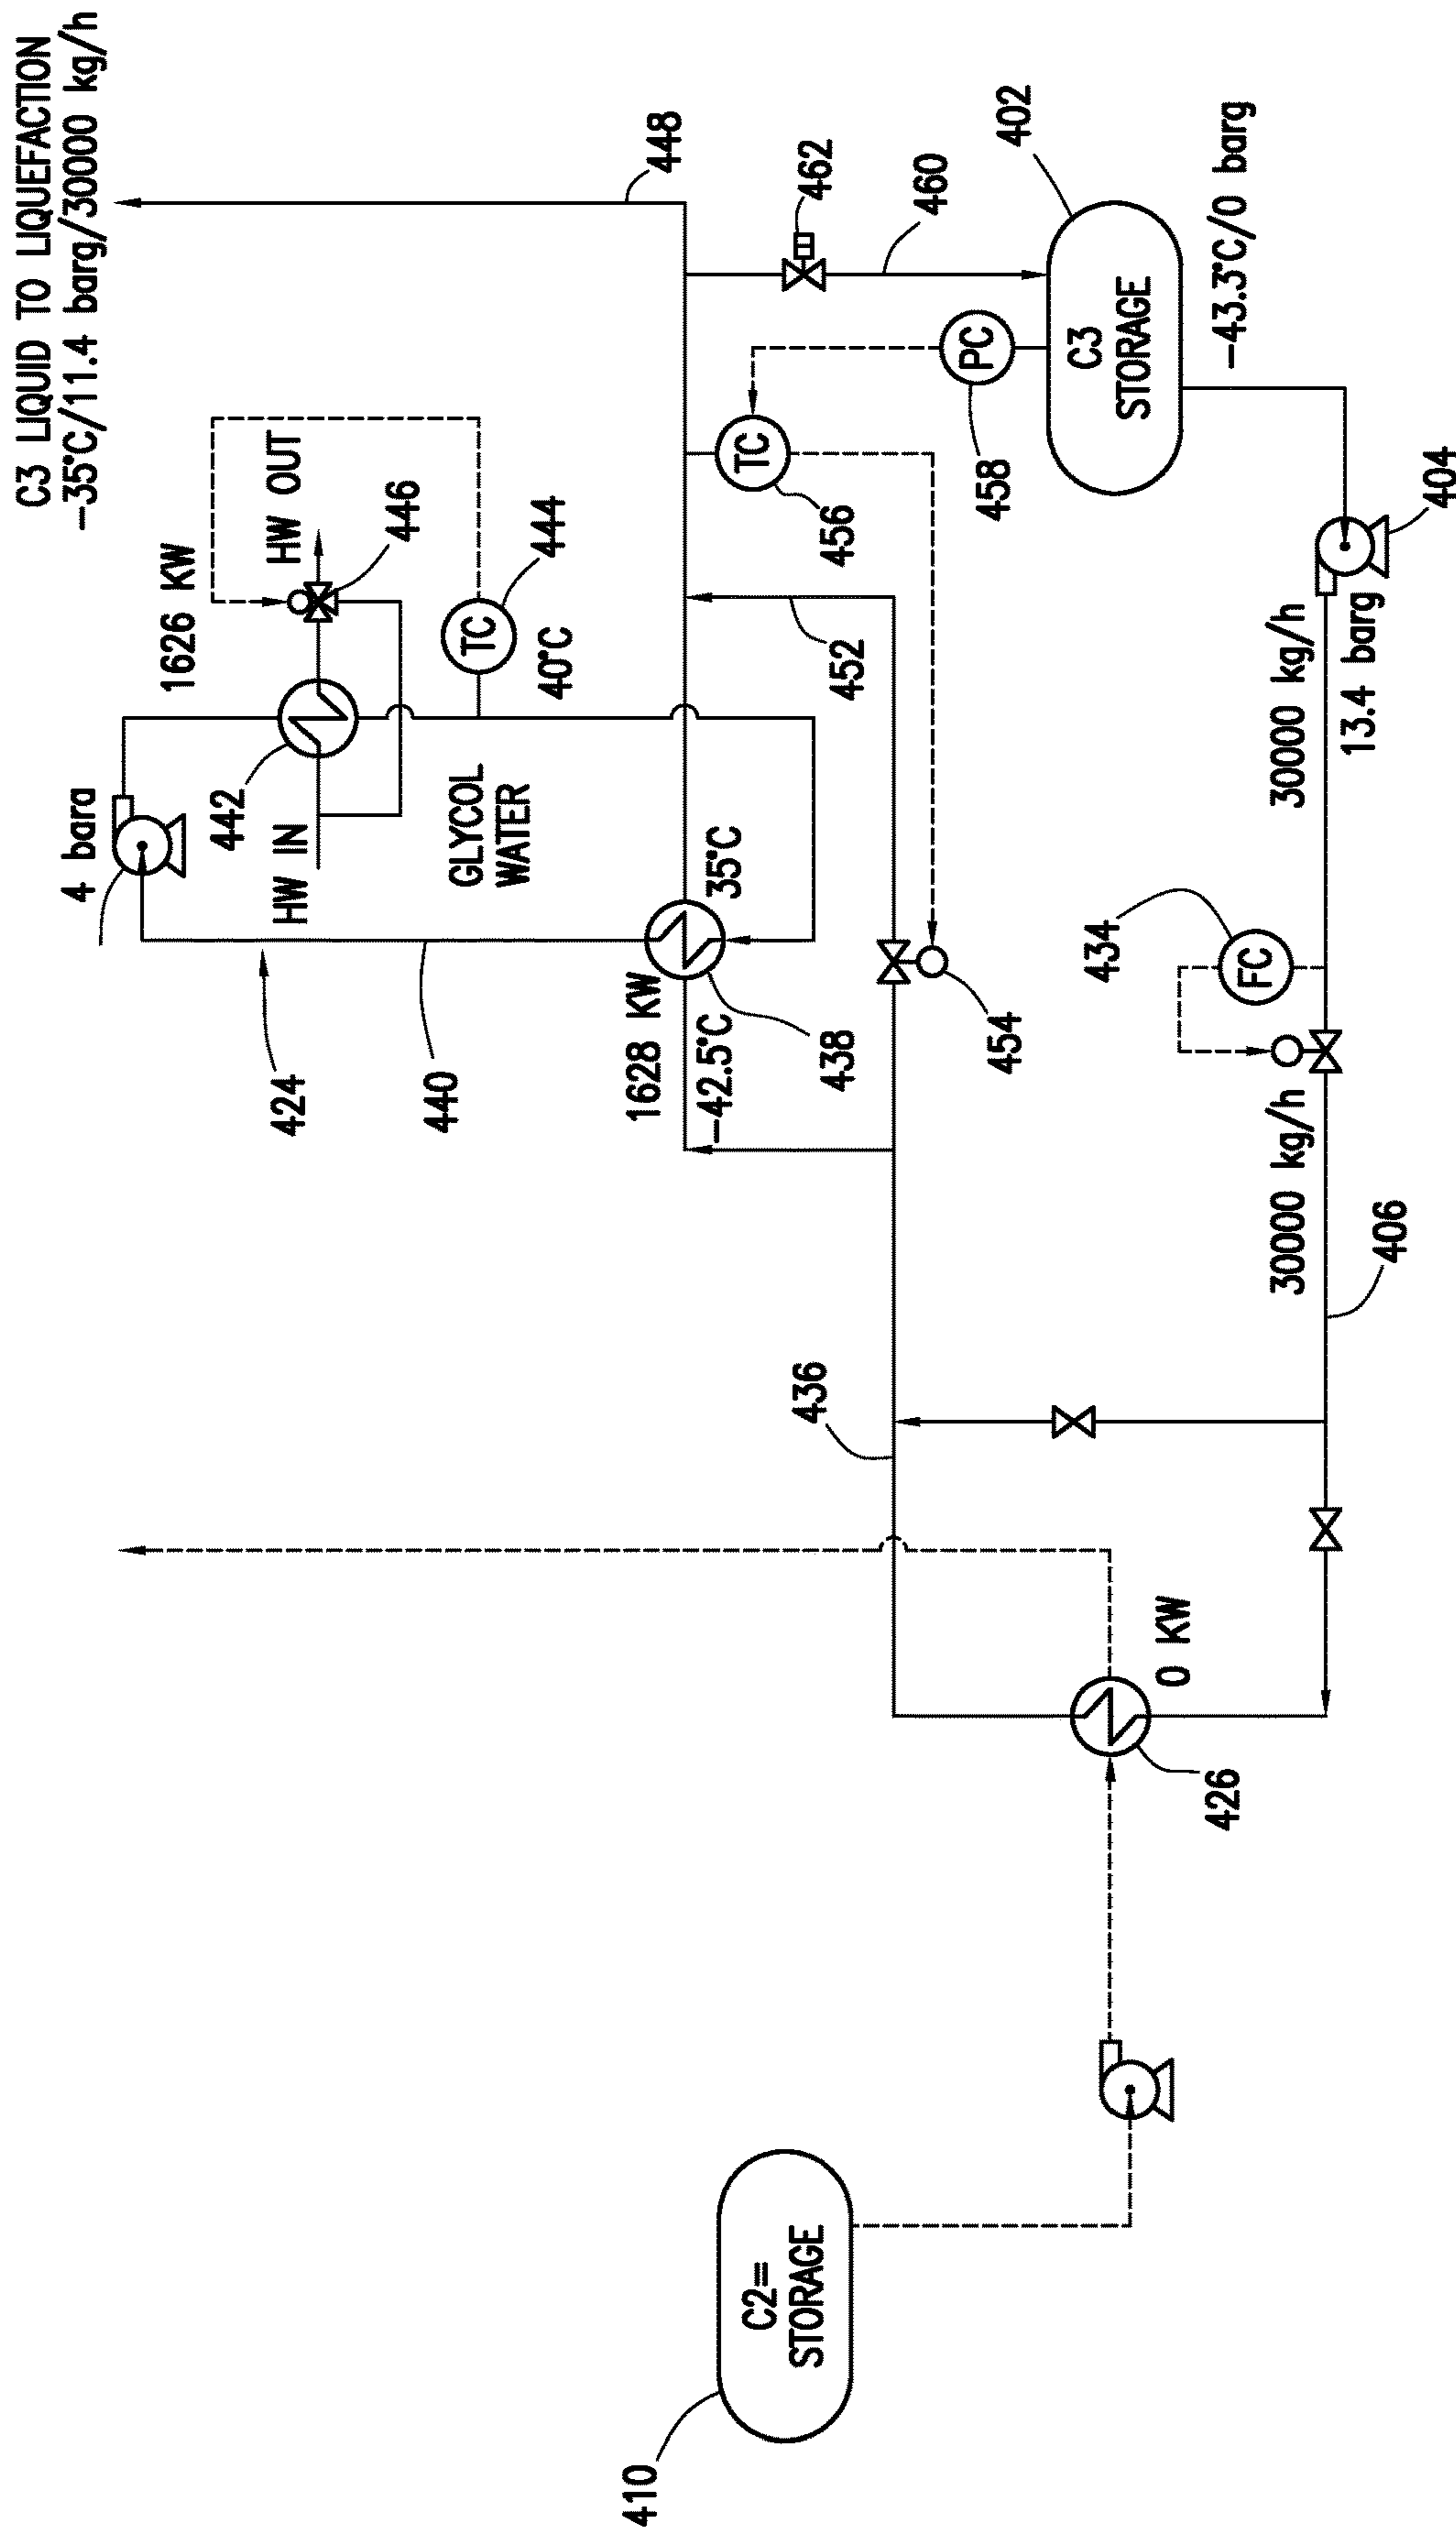 C3 LIQUID TO LIQUEFACTION
-35°C/11.4 barg/30000 kg/h
4 bara
1626 KW
442
HW IN
HW OUT
424
446
440
GLYCOL
WATER
444
40°C
410
1628 KW
-42.5°C
35°C
448
C2=
STORAGE
436
438
452
456
TC
TC
462
454
460
458
PC
402
426
0 KW
434
FC
C3
STORAGE
-43.3°C/0 barg
406
30000 kg/h
30000 kg/h
13.4 barg
404